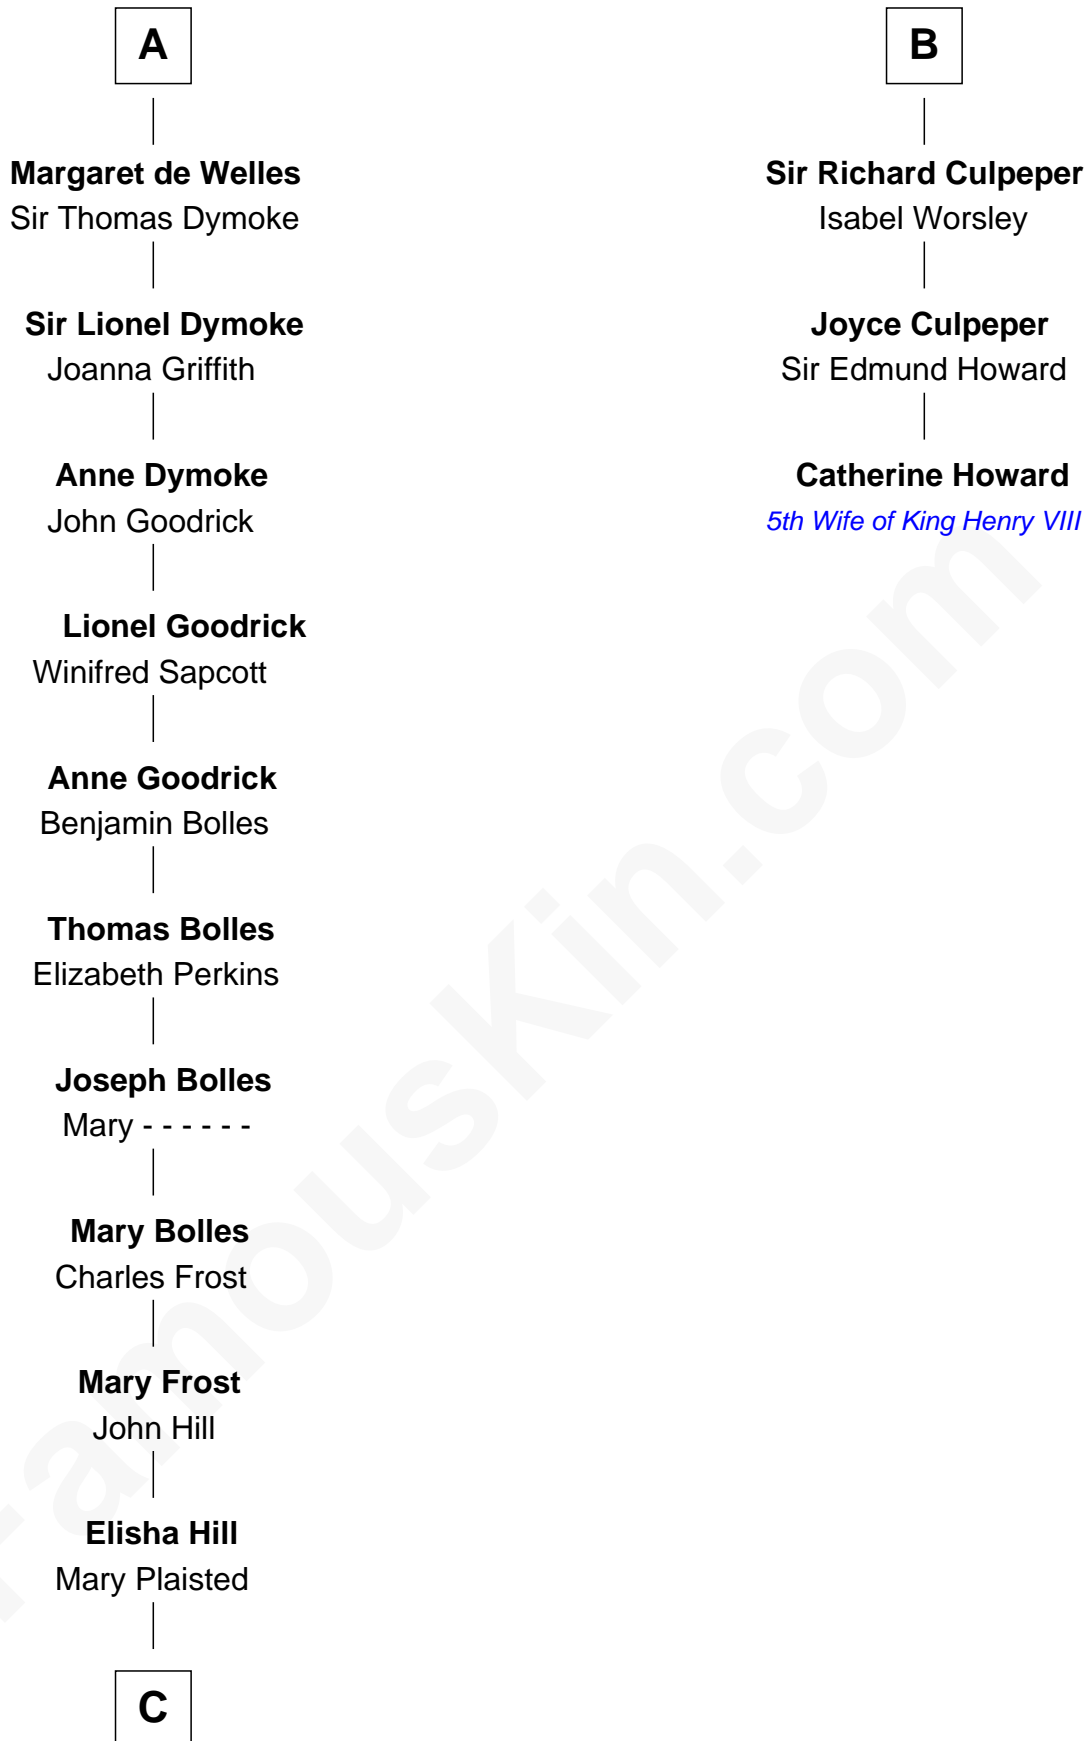 A
Margaret de Welles
Sir Thomas Dymoke
Sir Lionel Dymoke
Joanna Griffith
Anne Dymoke
John Goodrick
Lionel Goodrick
Winifred Sapcott
Anne Goodrick
Benjamin Bolles
Thomas Bolles
Elizabeth Perkins
Joseph Bolles
Mary - - - - - -
Mary Bolles
Charles Frost
Mary Frost
John Hill
Elisha Hill
Mary Plaisted
C
B
Sir Richard Culpeper
Isabel Worsley
Joyce Culpeper
Sir Edmund Howard
Catherine Howard
5th Wife of King Henry VIII
FamousKin.com